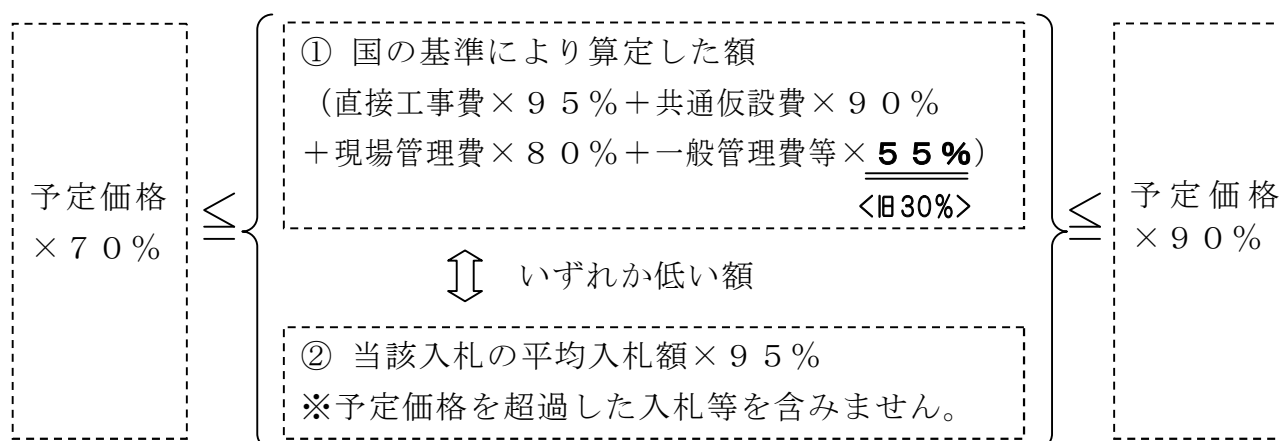 予定価格
×７０％
≦
① 国の基準により算定した額
（直接工事費×９５％＋共通仮設費×９０％
＋現場管理費×８０％＋一般管理費等×５５％）
<旧30%>
⇕ いずれか低い額
② 当該入札の平均入札額×９５％
※予定価格を超過した入札等を含みません。
≦
予定価格
×９０％